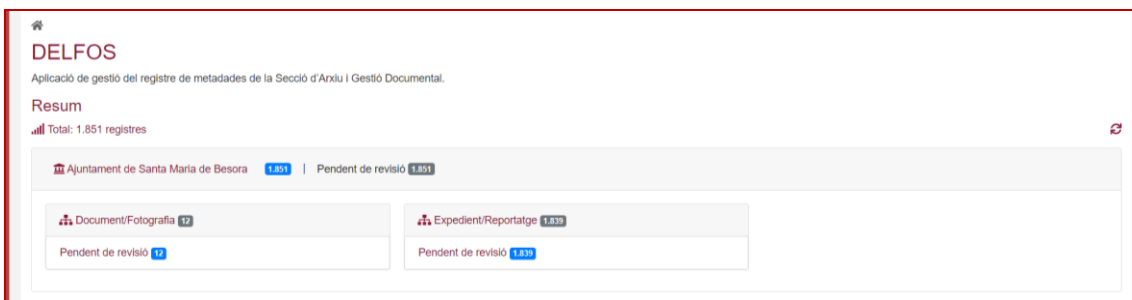 DELFOS
Aplicació de gestió del registre de metadades de la Secció d'Arxiu i Gestió Documental.
Resum
Total: 1.851 registres
Ajuntament de Santa Maria de Besora 1.851 | Pendent de revisió 1.851
Document/Fotografia 12
Pendent de revisió 12
Expedient/Reportatge 1.839
Pendent de revisió 1.839